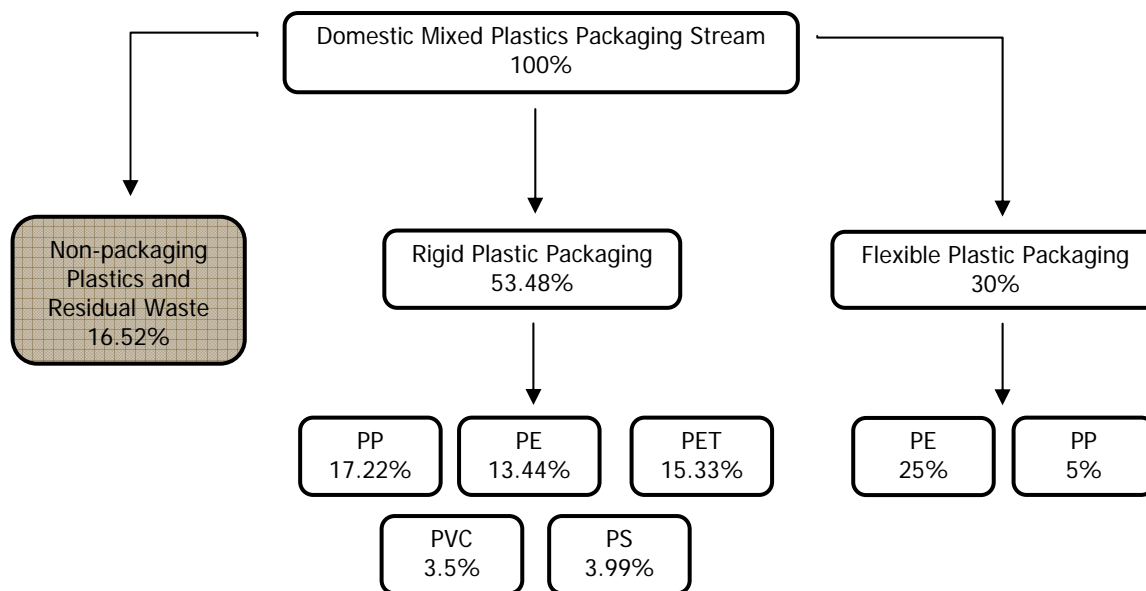 Domestic Mixed Plastics Packaging Stream
100%
Non-packaging
Plastics and
Residual Waste
16.52%
Rigid Plastic Packaging
53.48%
Flexible Plastic Packaging
30%
PP
17.22%
PE
13.44%
PET
15.33%
PE
25%
PP
5%
PVC
3.5%
PS
3.99%